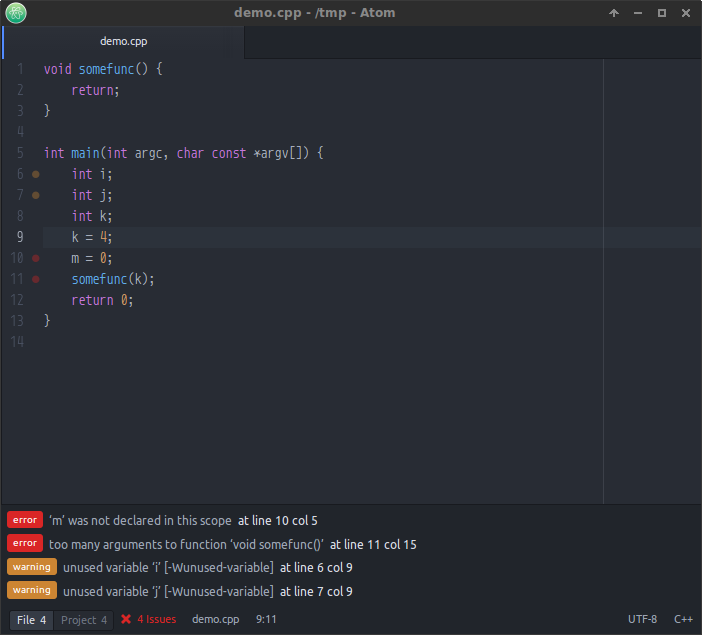 demo.cpp - /tmp - Atom
demo.cpp
1 void somefunc() {
2     return;
3 }
4
5 int main(int argc, char const *argv[]) {
6     int i;
7     int j;
8     int k;
9     k = 4;
10     m = 0;
11     somefunc(k);
12     return 0;
13 }
14
error ‘m’ was not declared in this scope at line 10 col 5
error too many arguments to function ‘void somefunc()’ at line 11 col 15
warning unused variable ‘i’ [-Wunused-variable] at line 6 col 9
warning unused variable ‘j’ [-Wunused-variable] at line 7 col 9
File 4 Project 4 4 Issues demo.cpp 9:11 UTF-8 C++